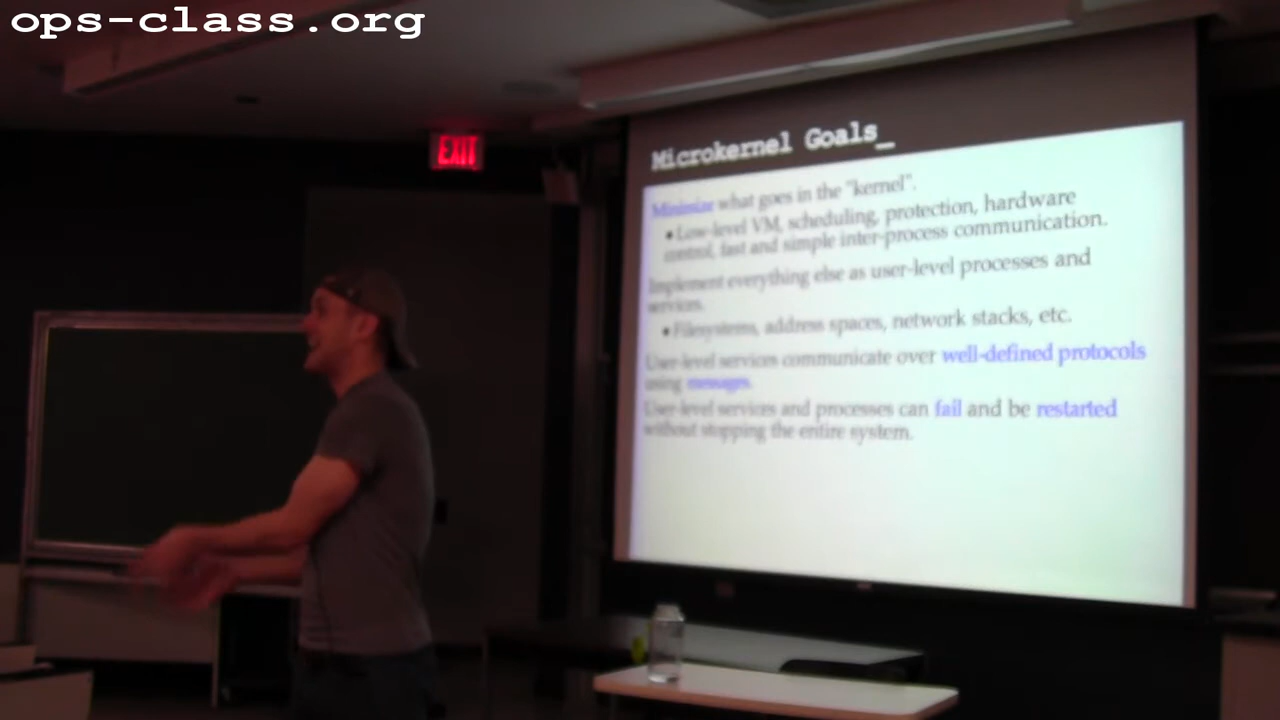 ops-class.org
EXIT
Microkernel Goals_
Minimize what goes in the "kernel".
•Low-level VM, scheduling, protection, hardware
control, fast and simple inter-process communication.
Implement everything else as user-level processes and
services.
•Filesystems, address spaces, network stacks, etc.
User-level services communicate over well-defined protocols
using messages.
User-level services and processes can fail and be restarted
without stopping the entire system.